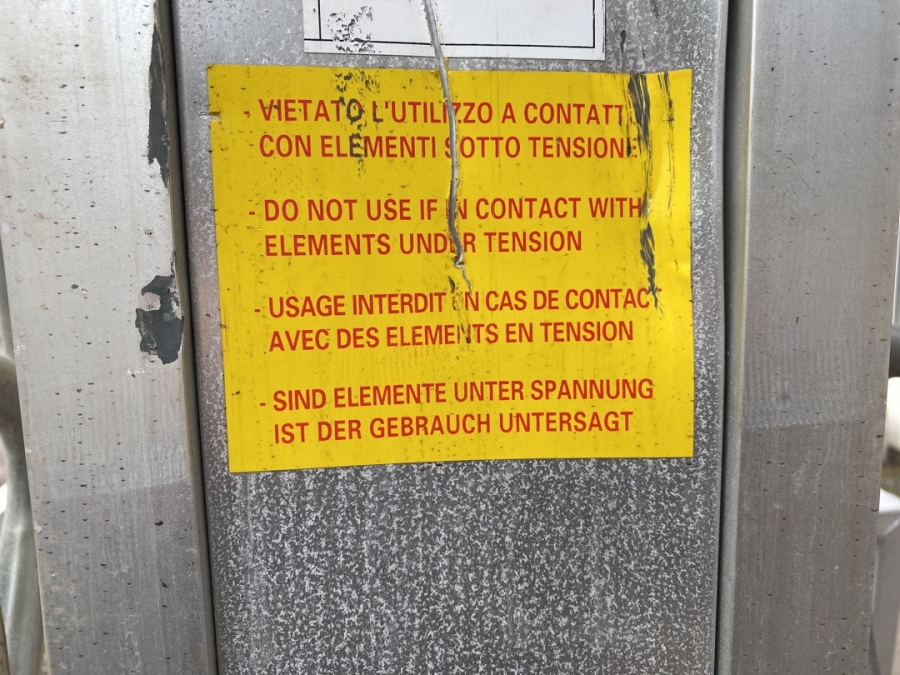 - VIETATO L'UTILIZZO A CONTATT
CON ELEMENTI SOTTO TENSIONE
- DO NOT USE IF IN CONTACT WITH
ELEMENTS UNDER TENSION
- USAGE INTERDIT EN CAS DE CONTACT
AVEC DES ELEMENTS EN TENSION
- SIND ELEMENTE UNTER SPANNUNG
IST DER GEBRAUCH UNTERSAGT